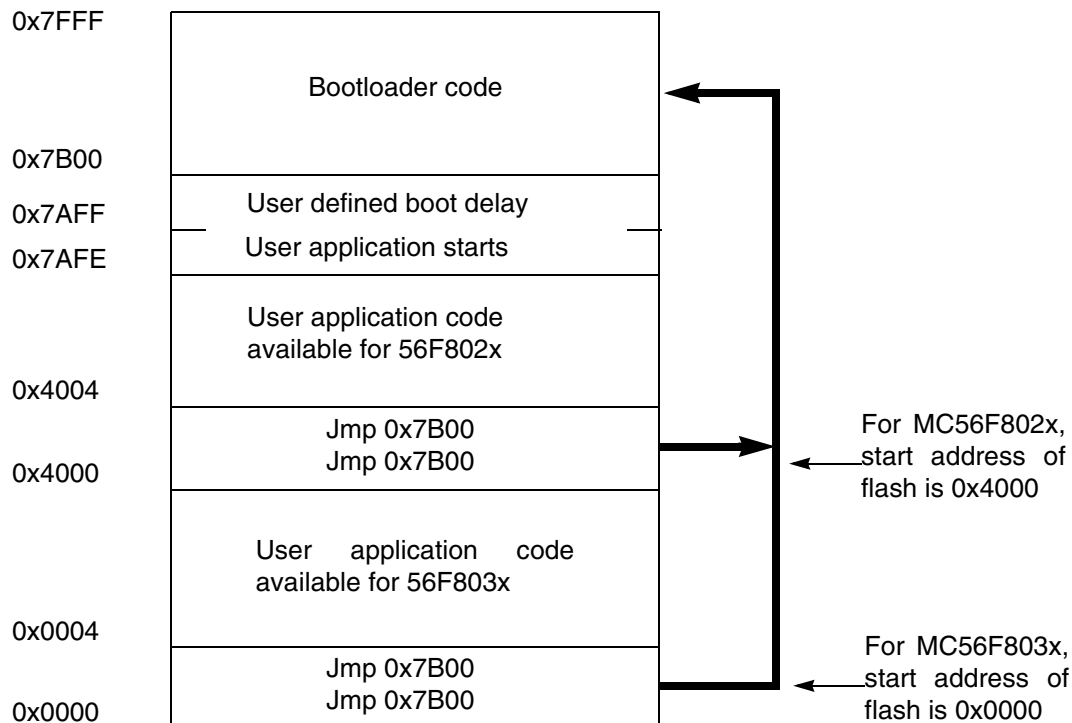 0x7FFF
Bootloader code
0x7B00
User defined boot delay
0x7AFF
User application starts
0x7AFE
User application code
available for 56F802x
0x4004
Jmp 0x7B00
Jmp 0x7B00
0x4000
For MC56F802x,
start address of
flash is 0x4000
User application code
available for 56F803x
0x0004
Jmp 0x7B00
Jmp 0x7B00
0x0000
For MC56F803x,
start address of
flash is 0x0000